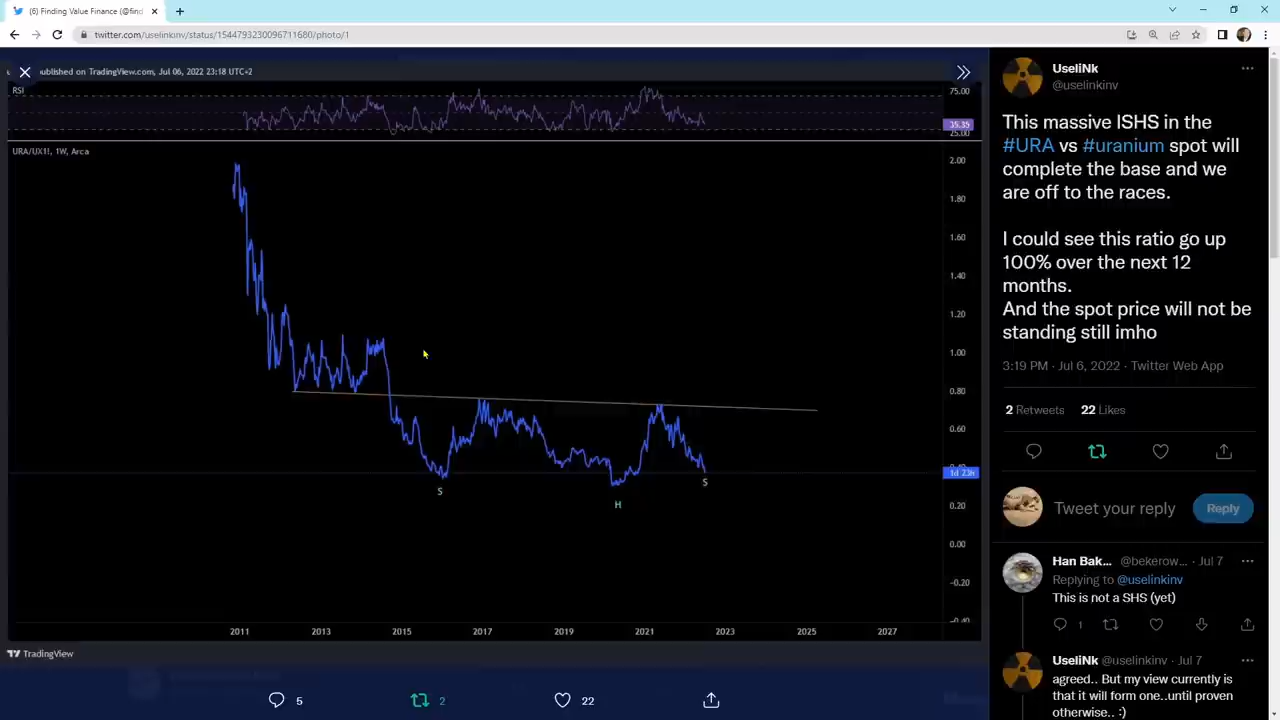 (6) Finding Value Finance (@find
twitter.com/uselinkinv/status/1544793230096711680/photo/1
ublished on TradingView.com, Jul 06, 2022 23:18 UTC+2
RSI
75.00
35.35
25.00
URA/UX1!, 1W, Arca
2.00
1.80
1.60
1.40
1.20
1.00
0.80
0.60
0.40
1d 23h
0.20
0.00
-0.20
-0.40
S
H
S
2011
2013
2015
2017
2019
2021
2023
2025
2027
TradingView
5
2
22
UseliNk
@uselinkinv
This massive ISHS in the
#URA vs #uranium spot will
complete the base and we
are off to the races.
I could see this ratio go up
100% over the next 12
months.
And the spot price will not be
standing still imho
3:19 PM · Jul 6, 2022 · Twitter Web App
2 Retweets 22 Likes
Tweet your reply
Reply
Han Bak... @bekerow... · Jul 7
Replying to @uselinkinv
This is not a SHS (yet)
1
UseliNk @uselinkinv · Jul 7
agreed.. But my view currently is
that it will form one..until proven
otherwise.. :)